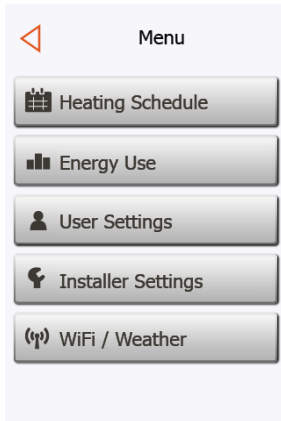 Menu
Heating Schedule
Energy Use
User Settings
Installer Settings
WiFi / Weather